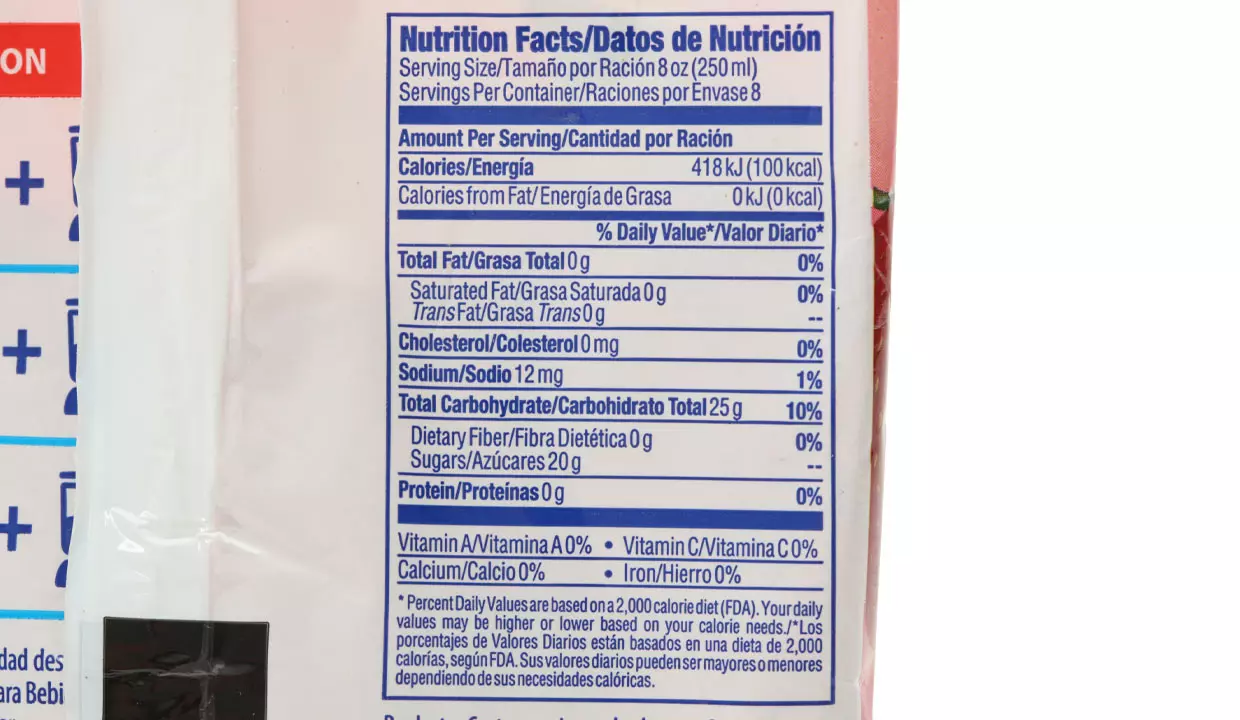 ON
+
+
+
dad des
ara Bebi
Nutrition Facts/Datos de Nutrición
Serving Size/Tamaño por Ración 8 oz (250 ml)
Servings Per Container/Raciones por Envase 8
Amount Per Serving/Cantidad por Ración
Calories/Energía 418 kJ (100 kcal)
Calories from Fat/ Energía de Grasa 0 kJ (0 kcal)
% Daily Value*/Valor Diario*
Total Fat/Grasa Total 0 g 0%
Saturated Fat/Grasa Saturada 0 g 0%
Trans Fat/Grasa Trans 0 g --
Cholesterol/Colesterol 0 mg 0%
Sodium/Sodio 12 mg 1%
Total Carbohydrate/Carbohidrato Total 25 g 10%
Dietary Fiber/Fibra Dietética 0 g 0%
Sugars/Azúcares 20 g --
Protein/Proteínas 0 g 0%
Vitamin A/Vitamina A 0% • Vitamin C/Vitamina C 0%
Calcium/Calcio 0% • Iron/Hierro 0%
* Percent Daily Values are based on a 2,000 calorie diet (FDA). Your daily
values may be higher or lower based on your calorie needs./*Los
porcentajes de Valores Diarios están basados en una dieta de 2,000
calorías, según FDA. Sus valores diarios pueden ser mayores o menores
dependiendo de sus necesidades calóricas.